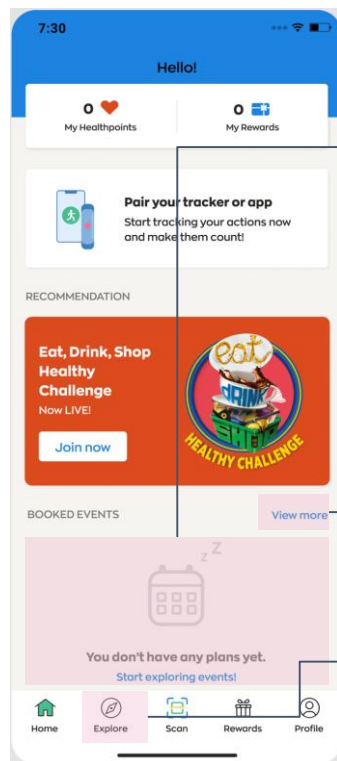 7:30
Hello!
0
My Healthpoints
0
My Rewards
Pair your tracker or app
Start tracking your actions now
and make them count!
RECOMMENDATION
Eat, Drink, Shop
Healthy
Challenge
Now LIVE!
Join now
eat
DRINK
SHOP
HEALTHY CHALLENGE
BOOKED EVENTS
View more
z Z
You don't have any plans yet.
Start exploring events!
Home
Explore
Scan
Rewards
Profile